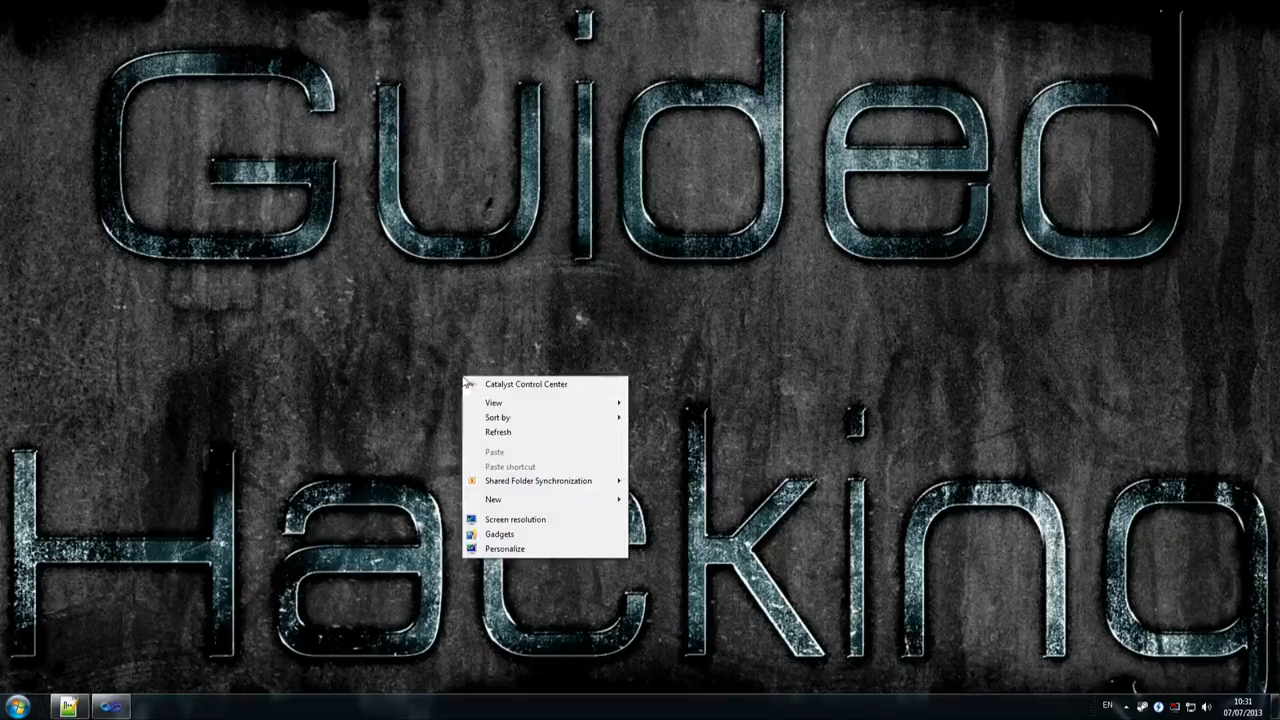 Guided
Catalyst Control Center
View
Sort by
Refresh
Paste
Paste shortcut
Shared Folder Synchronization
New
Screen resolution
Gadgets
Personalize
Hacking
EN
10:31
07/07/2013